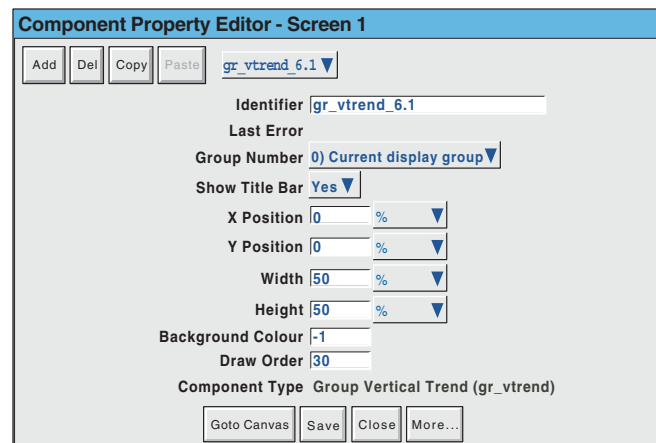 Component Property Editor - Screen 1
Add Del Copy Paste gr_vtrend_6.1
Identifier gr_vtrend_6.1
Last Error
Group Number 0) Current display group
Show Title Bar Yes
X Position 0 %
Y Position 0 %
Width 50 %
Height 50 %
Background Colour -1
Draw Order 30
Component Type Group Vertical Trend (gr_vtrend)
Goto Canvas Save Close More...